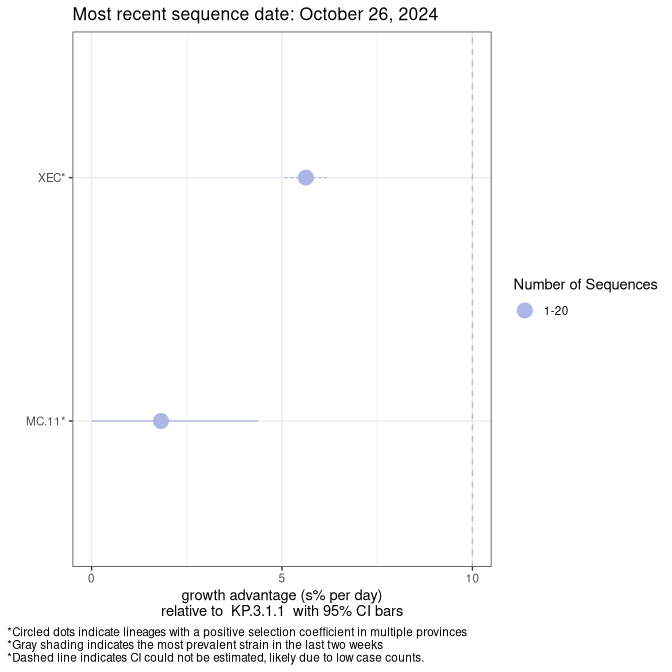 Most recent sequence date: October 26, 2024
XEC*
MC.11*
Number of Sequences
1-20
0 5 10
growth advantage (s% per day)
relative to KP.3.1.1 with 95% CI bars
*Circled dots indicate lineages with a positive selection coefficient in multiple provinces
*Gray shading indicates the most prevalent strain in the last two weeks
*Dashed line indicates CI could not be estimated, likely due to low case counts.